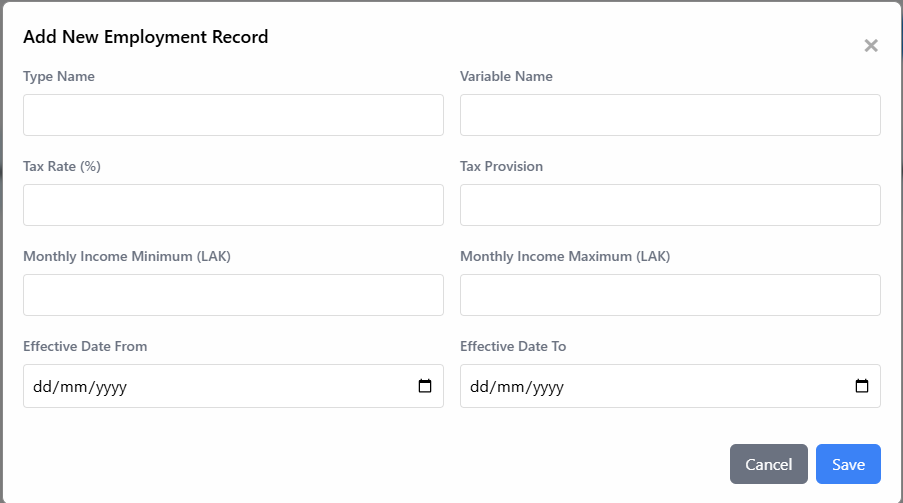 Add New Employment Record
×
Type Name
Variable Name
Tax Rate (%)
Tax Provision
Monthly Income Minimum (LAK)
Monthly Income Maximum (LAK)
Effective Date From
Effective Date To
dd/mm/yyyy
dd/mm/yyyy
Cancel
Save